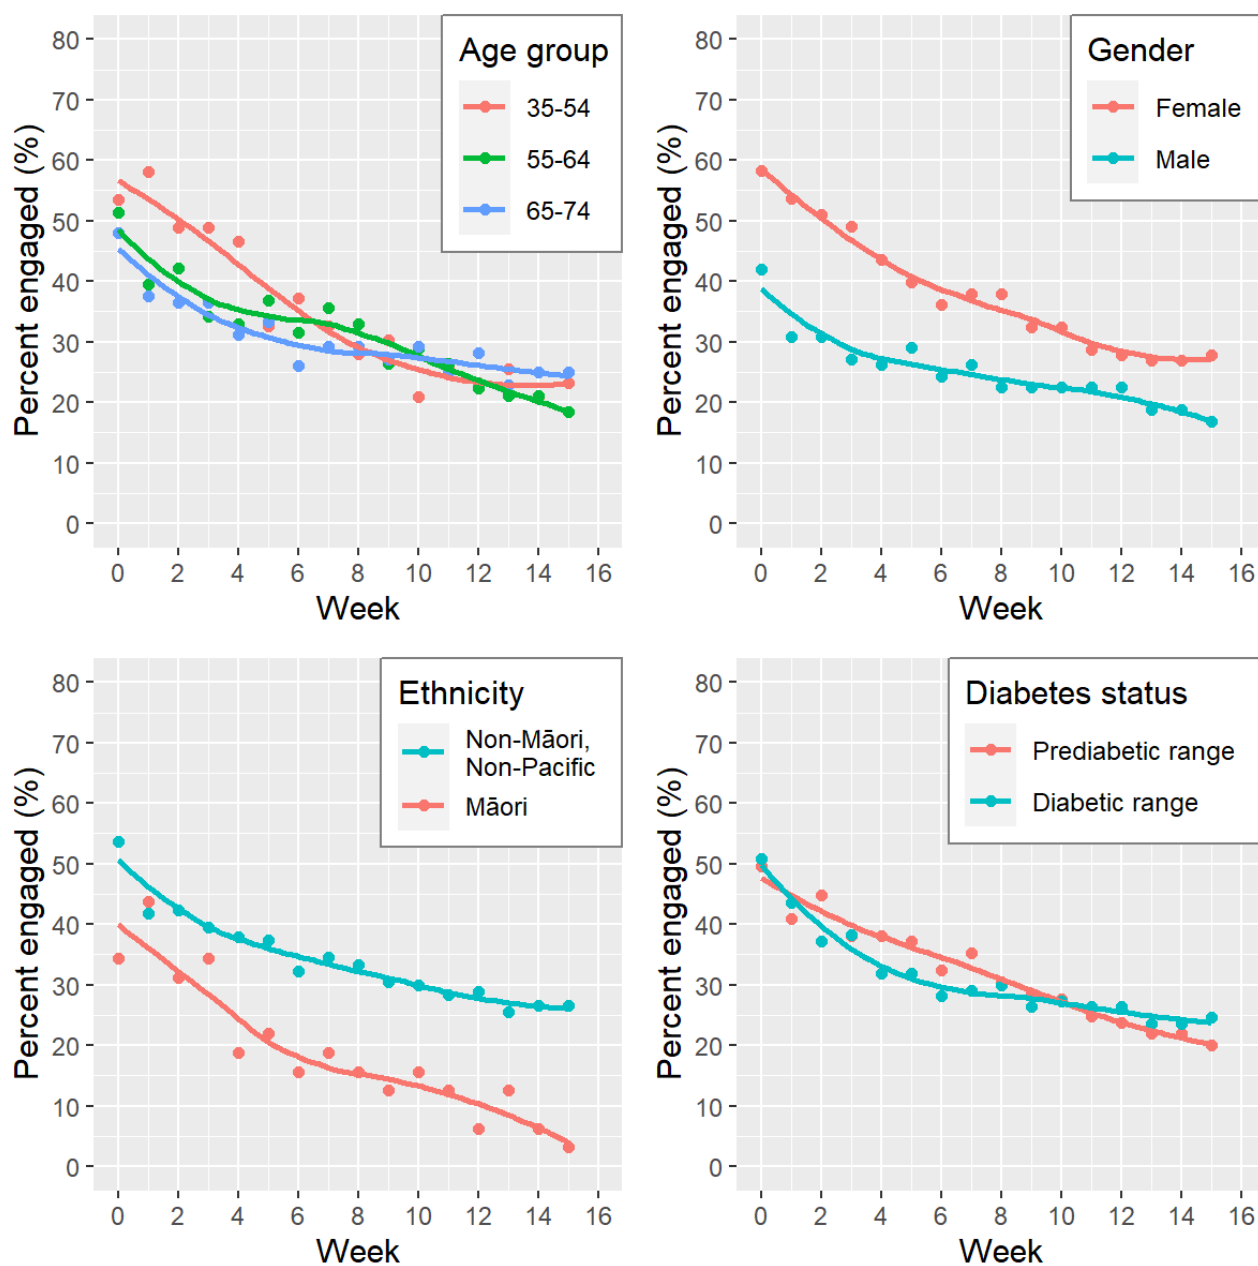 Age group
35-54
55-64
65-74
Percent engaged (%)
80
70
60
50
40
30
20
10
0
0 2 4 6 8 10 12 14 16
Week
Gender
Female
Male
Percent engaged (%)
80
70
60
50
40
30
20
10
0
0 2 4 6 8 10 12 14 16
Week
Ethnicity
Non-Māori,
Non-Pacific
Māori
Percent engaged (%)
80
70
60
50
40
30
20
10
0
0 2 4 6 8 10 12 14 16
Week
Diabetes status
Prediabetic range
Diabetic range
Percent engaged (%)
80
70
60
50
40
30
20
10
0
0 2 4 6 8 10 12 14 16
Week